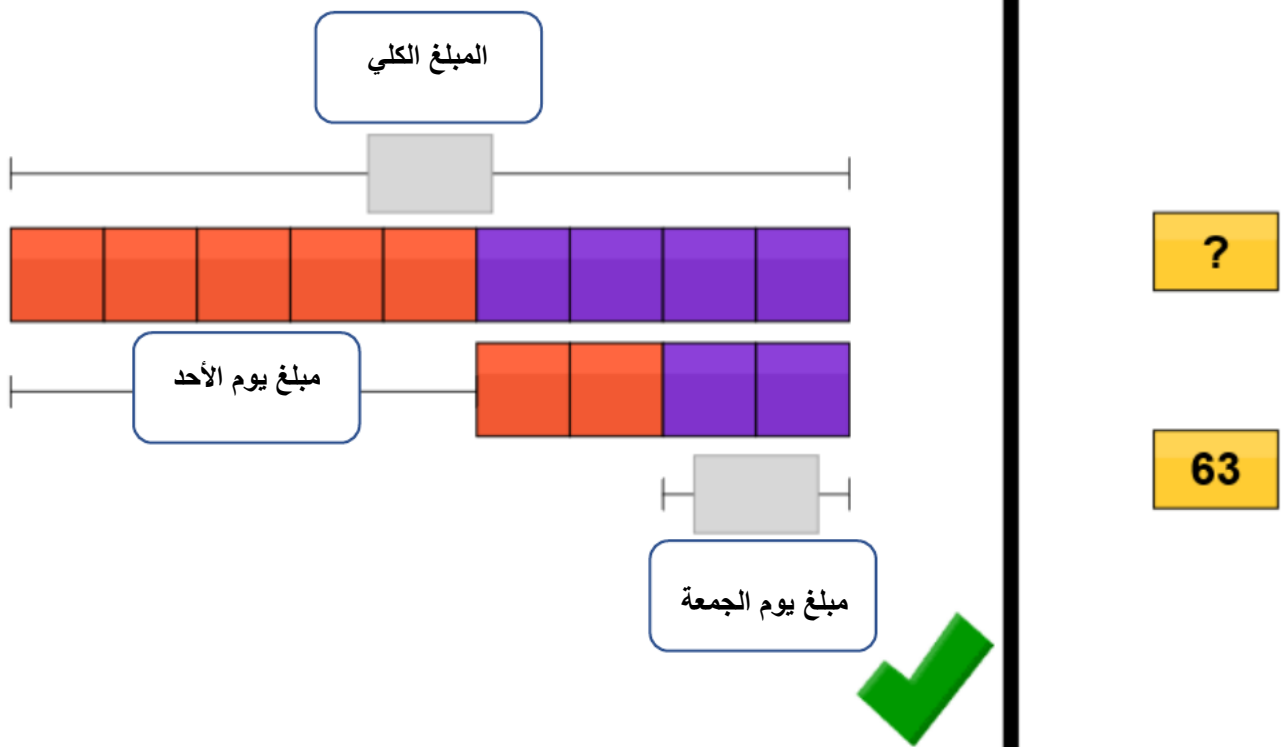 المبلغ الكلي
?
مبلغ يوم الأحد
63
مبلغ يوم الجمعة